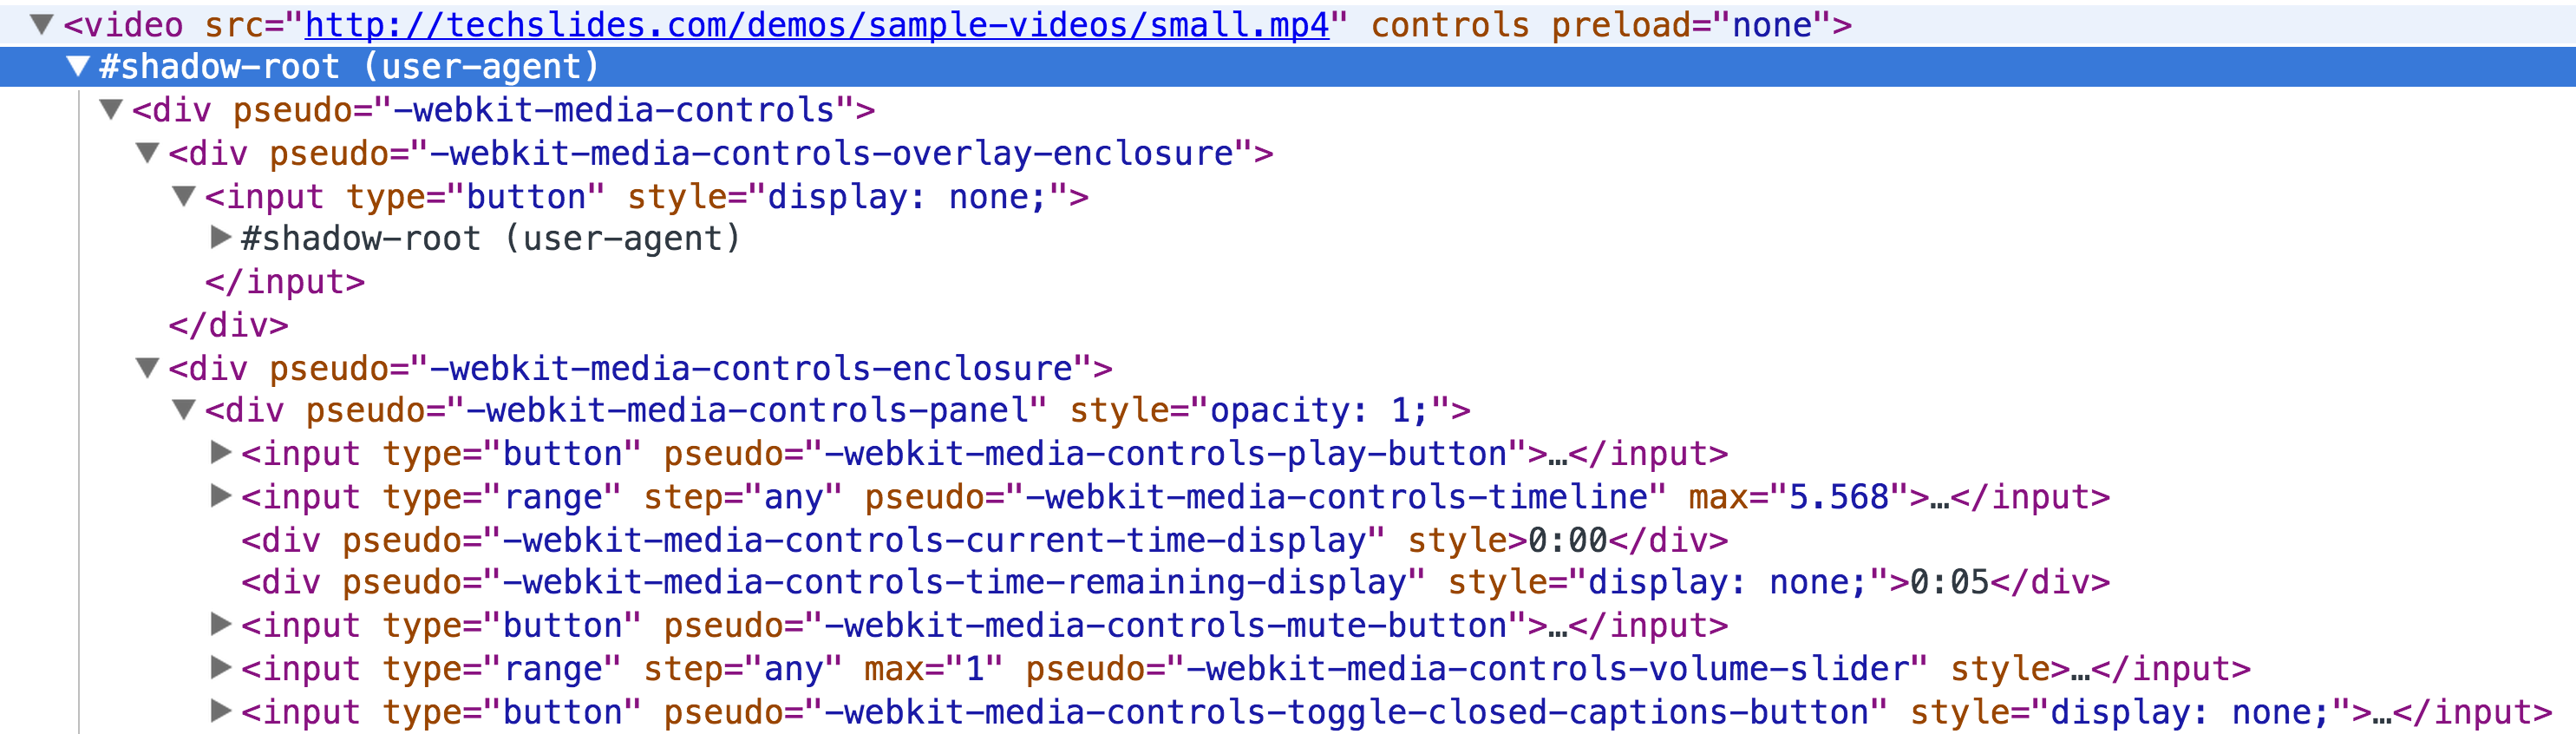 <video src="http://techslides.com/demos/sample-videos/small.mp4" controls preload="none">
#shadow-root (user-agent)
<div pseudo="-webkit-media-controls">
<div pseudo="-webkit-media-controls-overlay-enclosure">
<input type="button" style="display: none;">
#shadow-root (user-agent)
</input>
</div>
<div pseudo="-webkit-media-controls-enclosure">
<div pseudo="-webkit-media-controls-panel" style="opacity: 1;">
<input type="button" pseudo="-webkit-media-controls-play-button">…</input>
<input type="range" step="any" pseudo="-webkit-media-controls-timeline" max="5.568">…</input>
<div pseudo="-webkit-media-controls-current-time-display" style>0:00</div>
<div pseudo="-webkit-media-controls-time-remaining-display" style="display: none;">0:05</div>
<input type="button" pseudo="-webkit-media-controls-mute-button">…</input>
<input type="range" step="any" max="1" pseudo="-webkit-media-controls-volume-slider" style>…</input>
<input type="button" pseudo="-webkit-media-controls-toggle-closed-captions-button" style="display: none;">…</input>